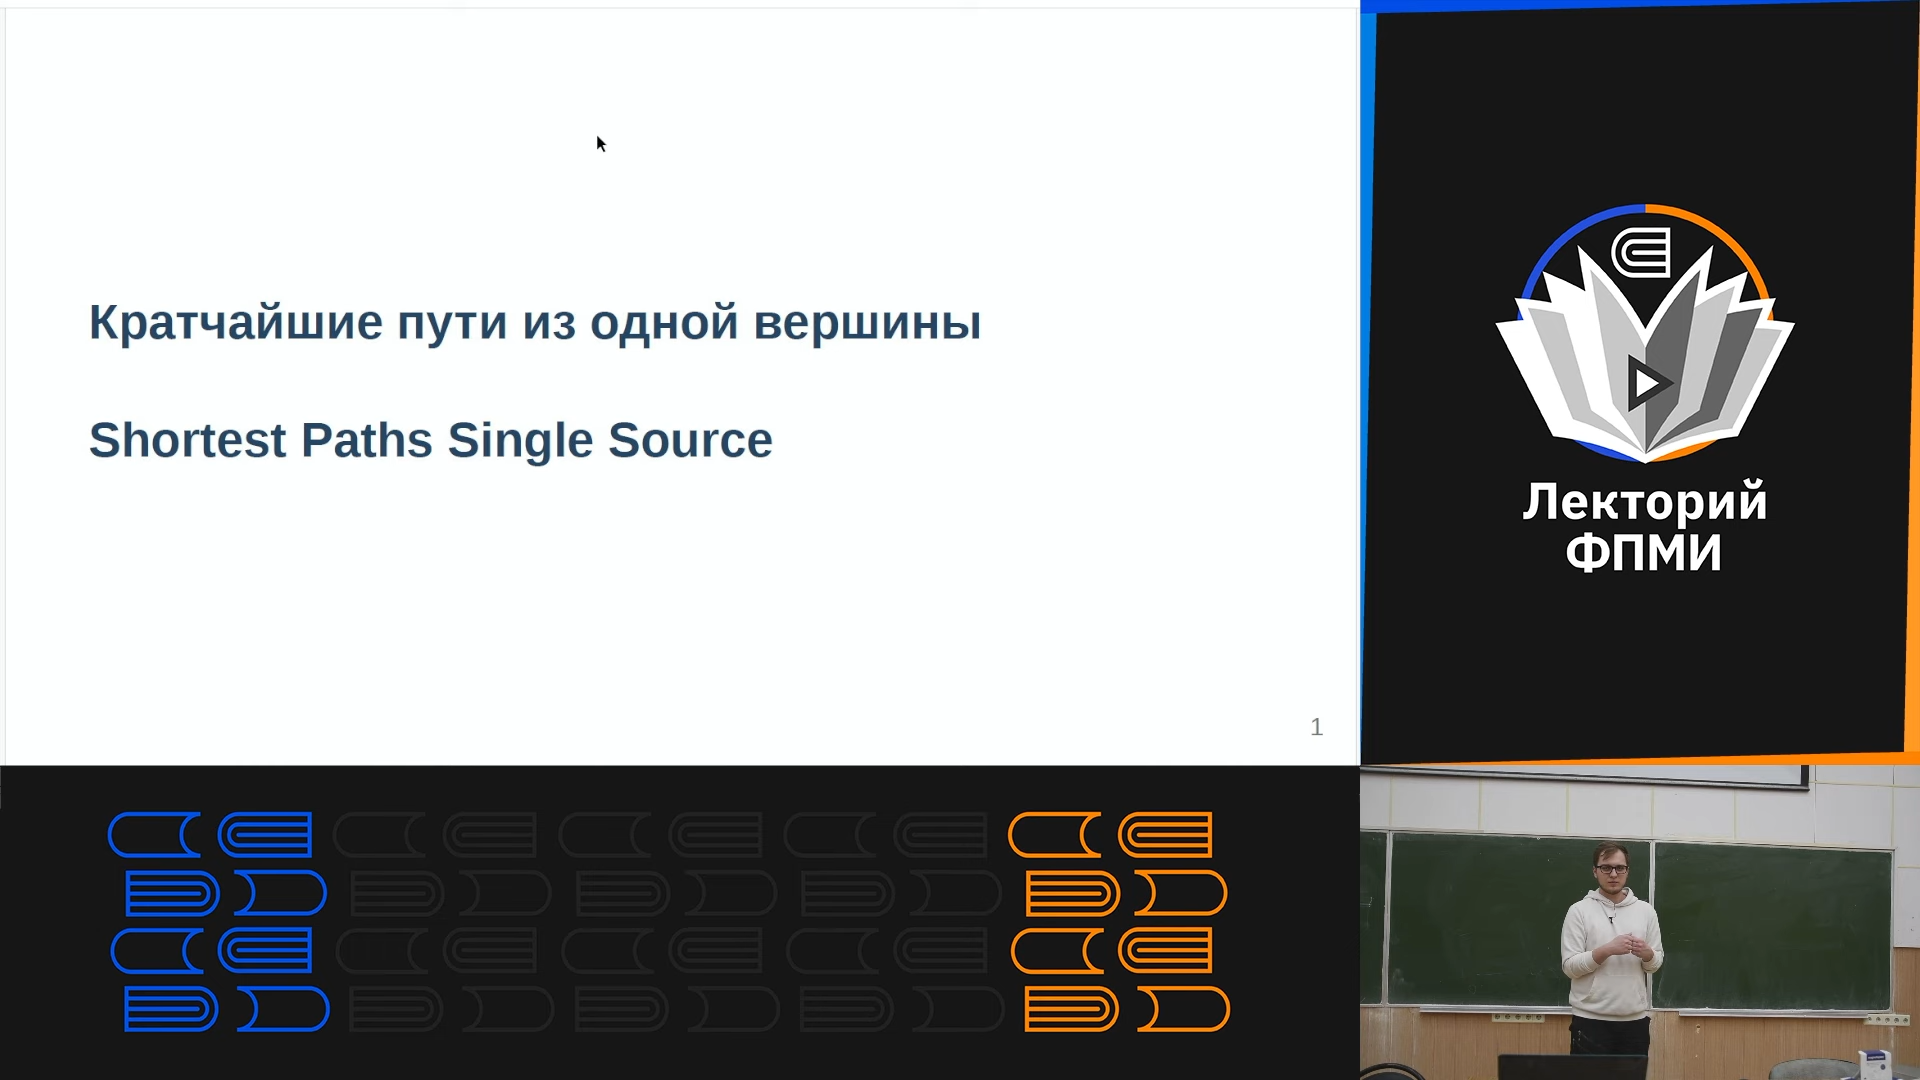 Кратчайшие пути из одной вершины
Shortest Paths Single Source
1
Лекторий
ФПМИ